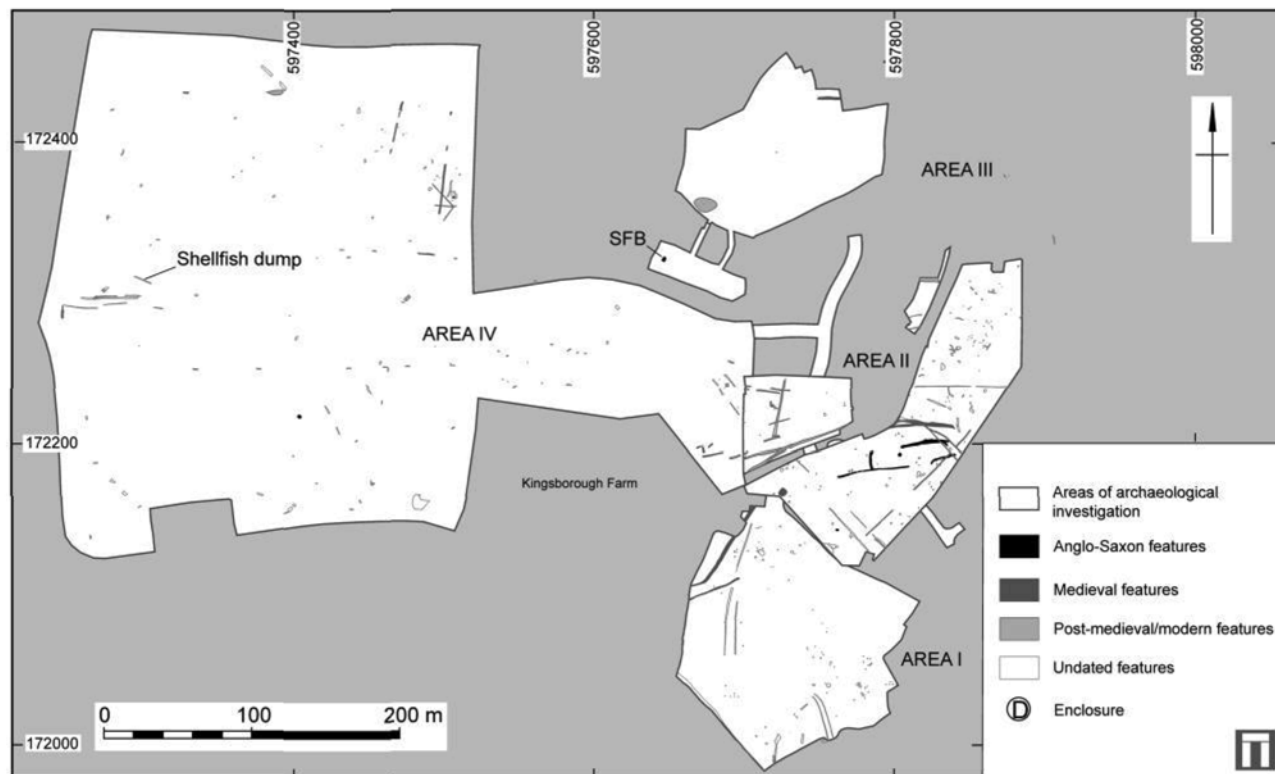 597400
597600
597800
598000
172400
AREA III
SFB
Shellfish dump
AREA IV
AREA II
172200
Kingsborough Farm
Areas of archaeological
investigation
Anglo-Saxon features
Medieval features
Post-medieval/modern features
Undated features
D
Enclosure
AREA I
0 100 200 m
172000